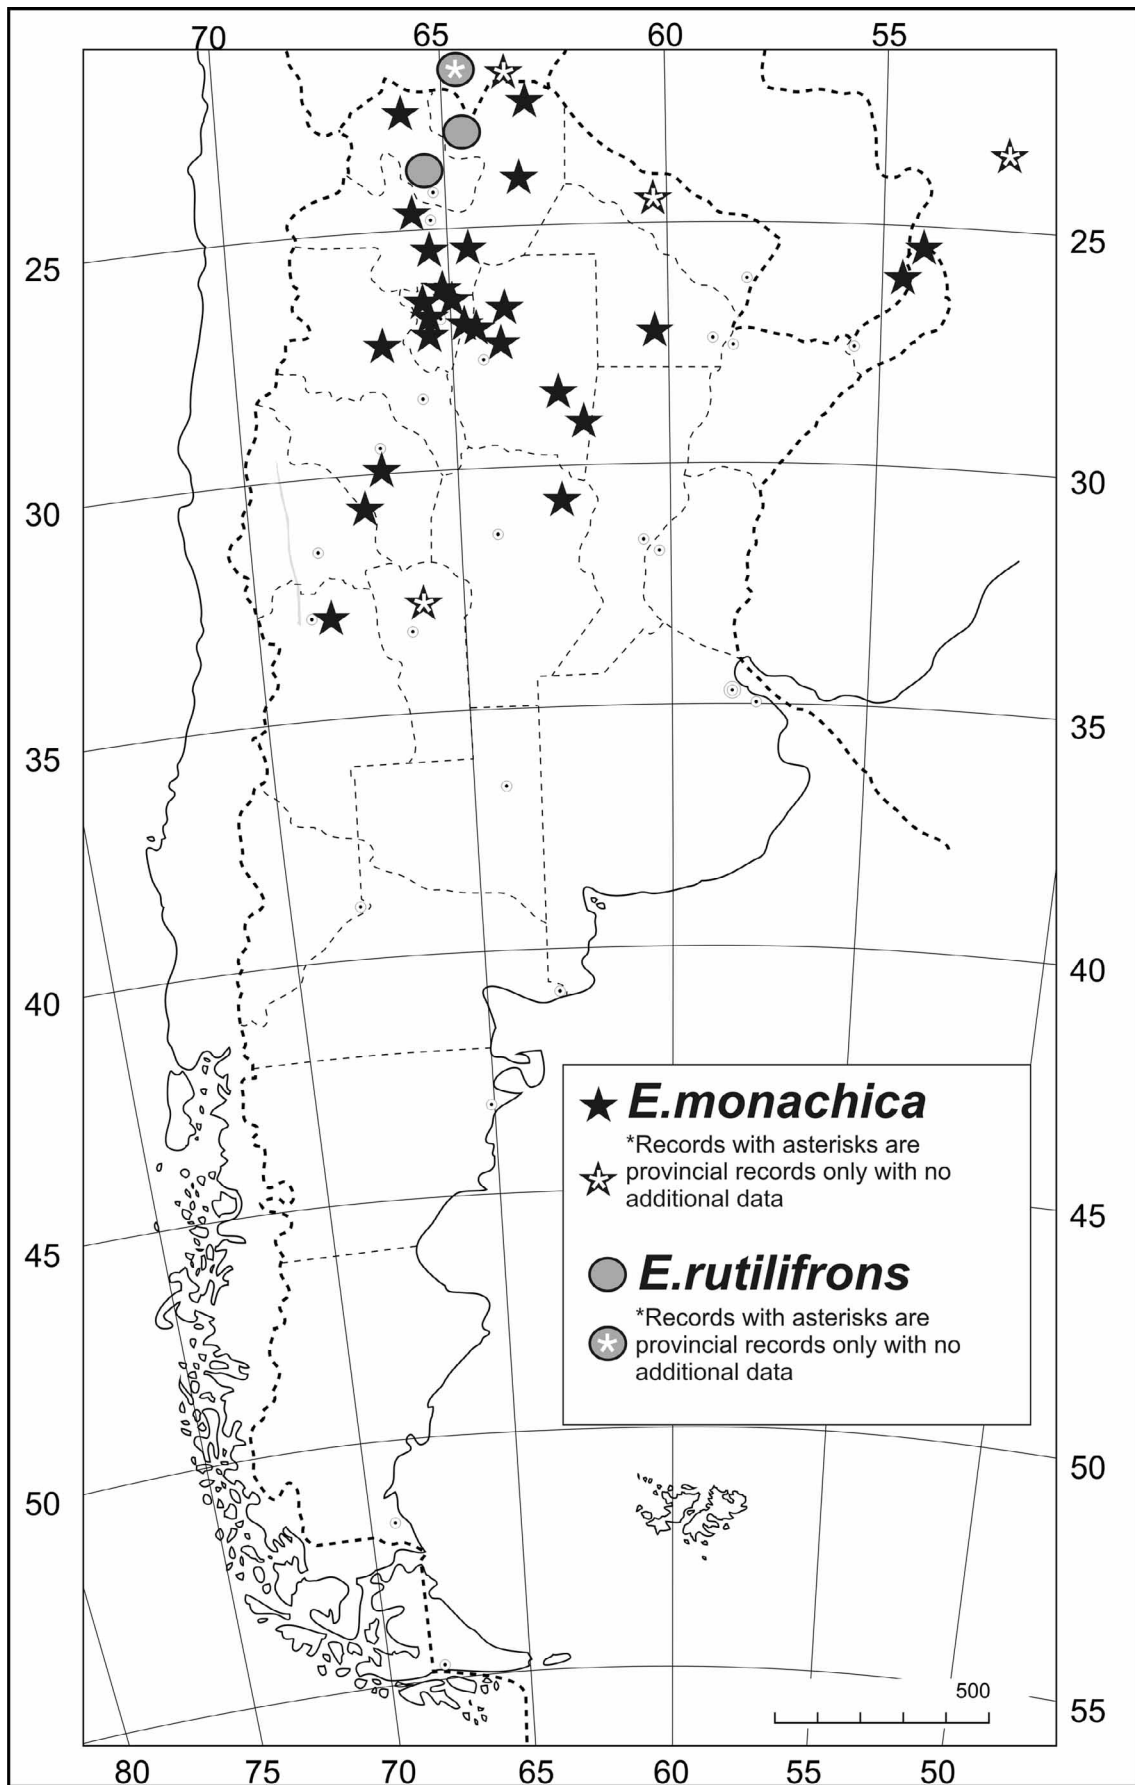 70 65 60 55
25 25
30 30
35 35
40 40
E.monachica
*Records with asterisks are
provincial records only with no
additional data
45 45
E.rutilifrons
*Records with asterisks are
provincial records only with no
additional data
50 50
500
55
80 75 70 65 60 55 50